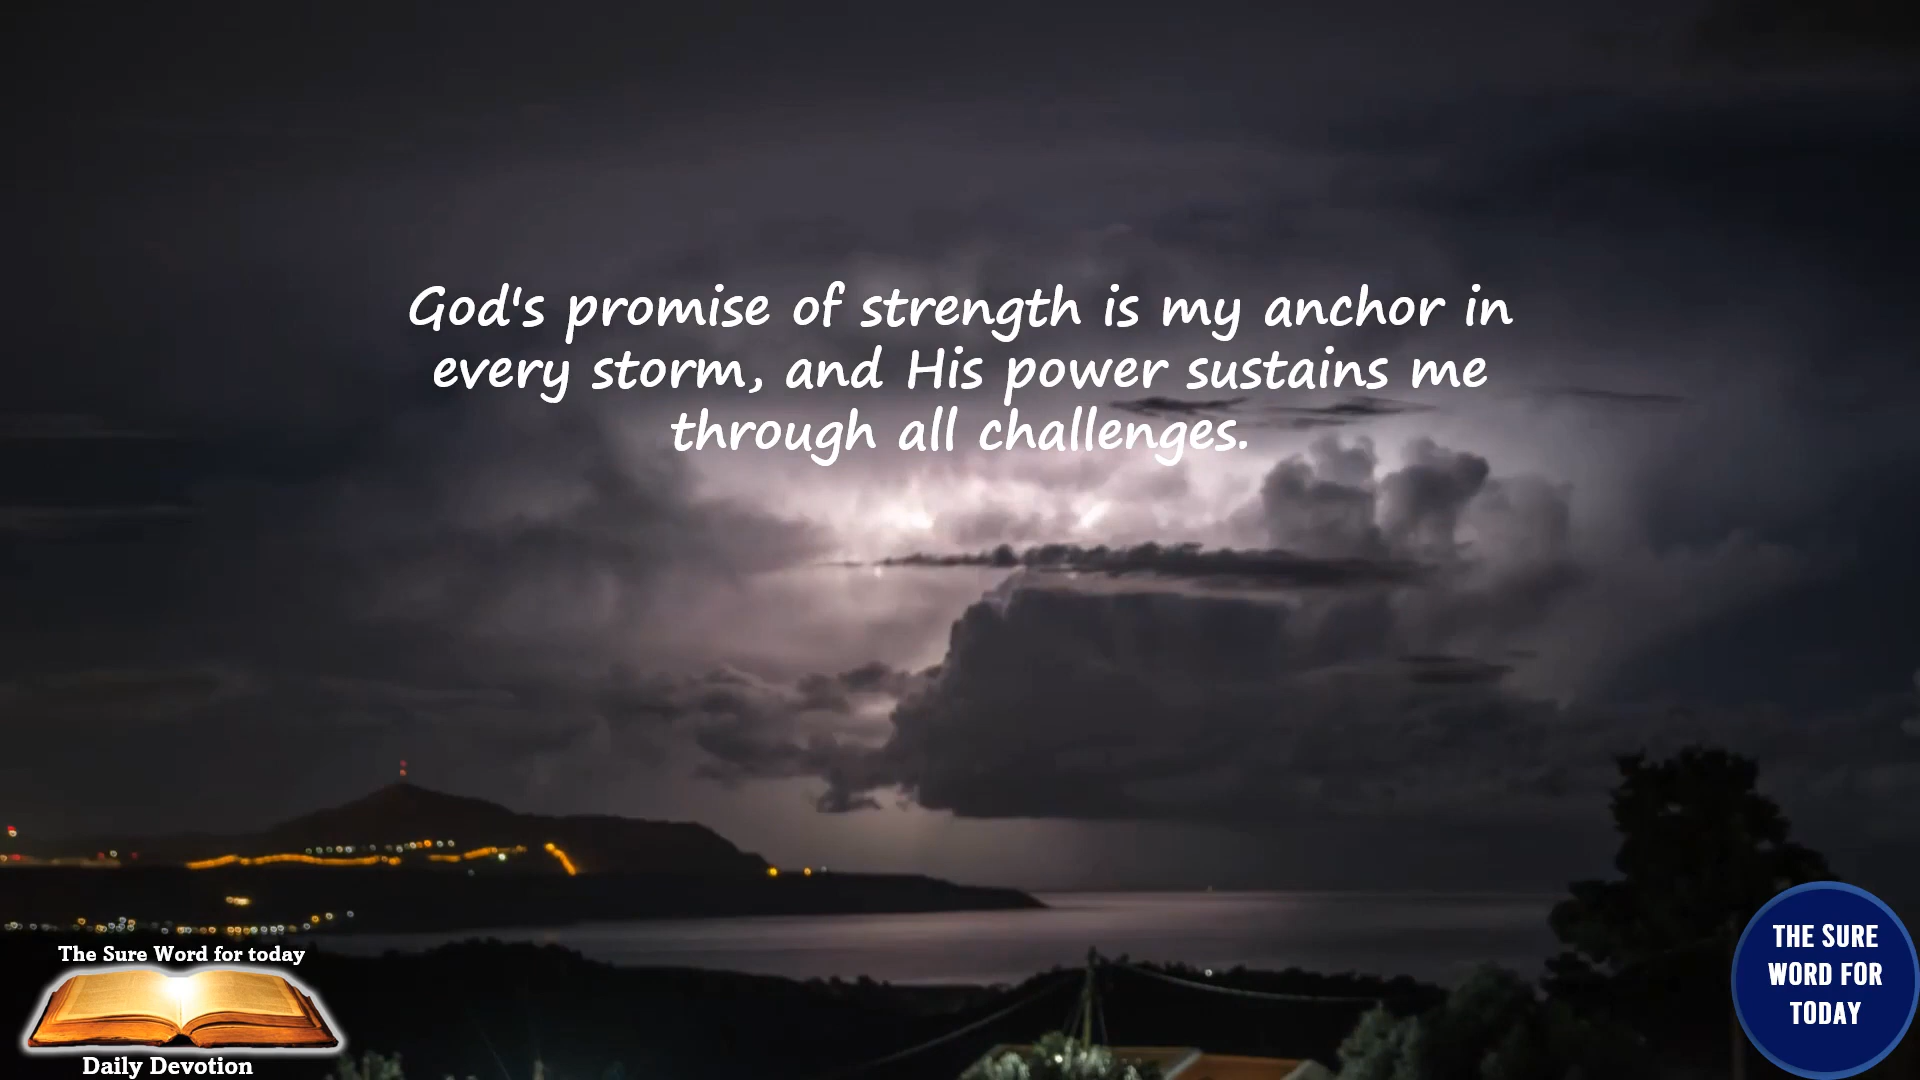 God's promise of strength is my anchor in
every storm, and His power sustains me
through all challenges.
The Sure Word for today
Daily Devotion
THE SURE
WORD FOR
TODAY